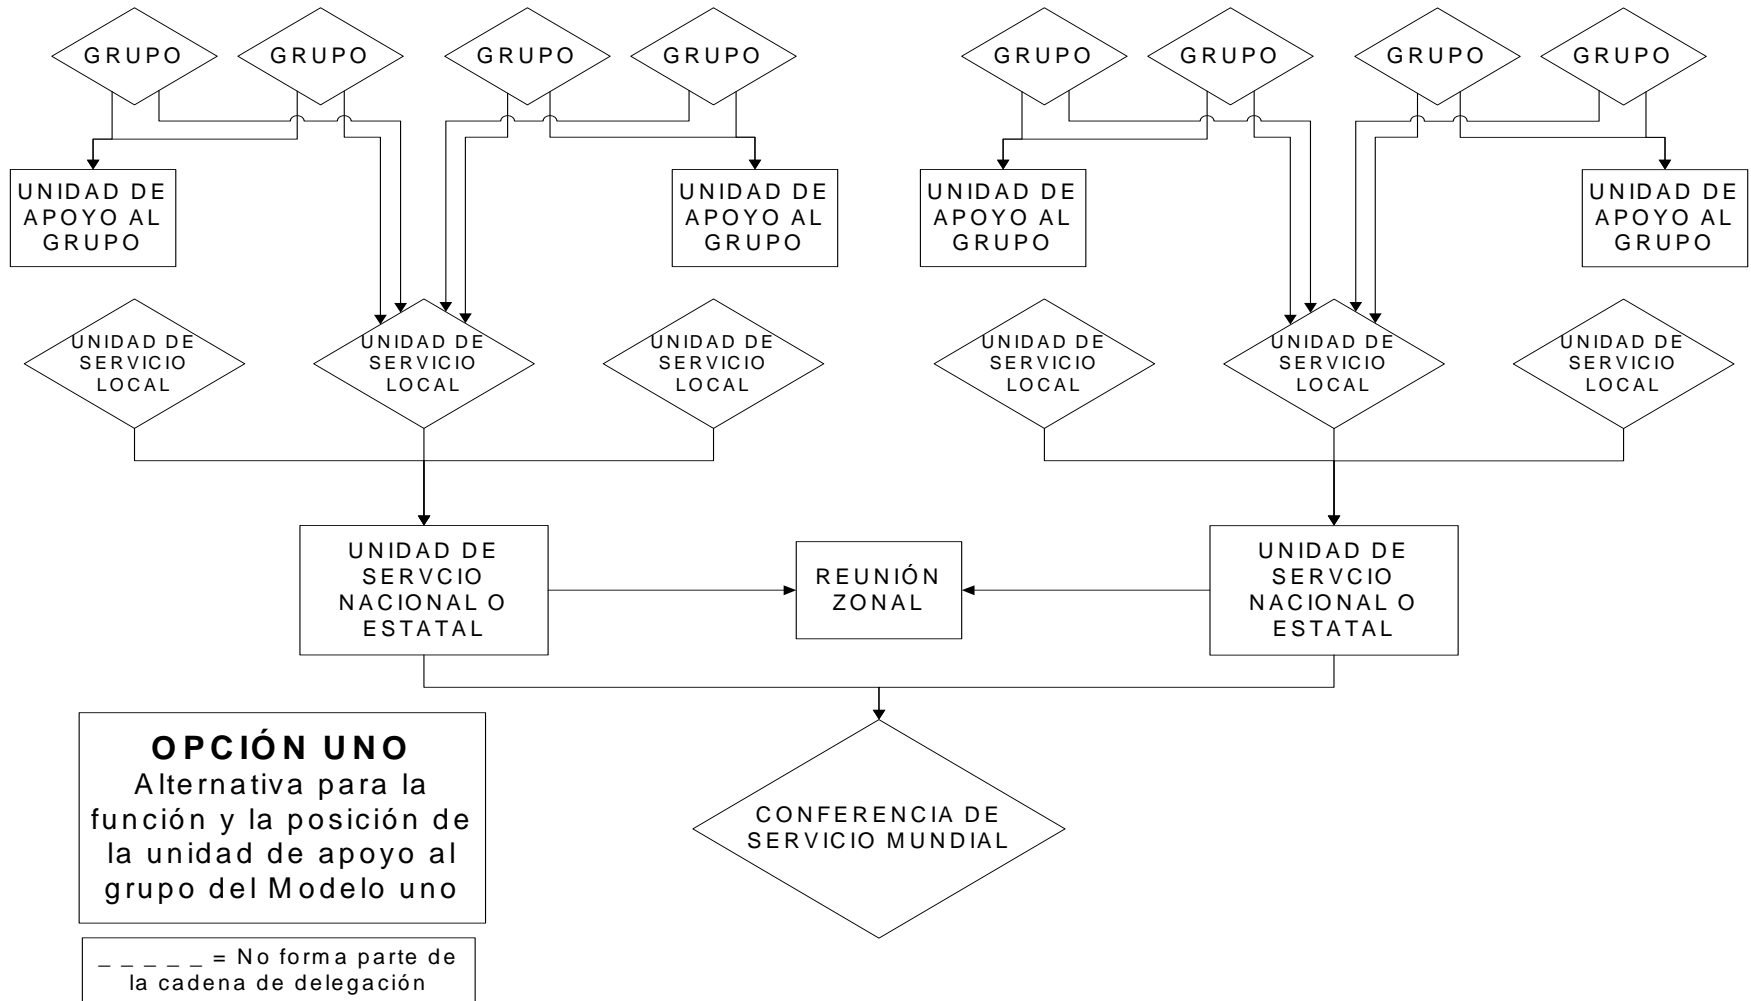 GRUPO
GRUPO
GRUPO
GRUPO
GRUPO
GRUPO
GRUPO
GRUPO
UNIDAD DE
APOYO AL
GRUPO
UNIDAD DE
APOYO AL
GRUPO
UNIDAD DE
APOYO AL
GRUPO
UNIDAD DE
APOYO AL
GRUPO
UNIDAD DE
SERVICIO
LOCAL
UNIDAD DE
SERVICIO
LOCAL
UNIDAD DE
SERVICIO
LOCAL
UNIDAD DE
SERVICIO
LOCAL
UNIDAD DE
SERVICIO
LOCAL
UNIDAD DE
SERVICIO
LOCAL
UNIDAD DE
SERVCIO
NACIONAL O
ESTATAL
REUNIÓN
ZONAL
UNIDAD DE
SERVCIO
NACIONAL O
ESTATAL
OPCIÓN UNO
Alternativa para la
función y la posición de
la unidad de apoyo al
grupo del Modelo uno
CONFERENCIA DE
SERVICIO MUNDIAL
_ _ _ _ _ = No forma parte de
la cadena de delegación